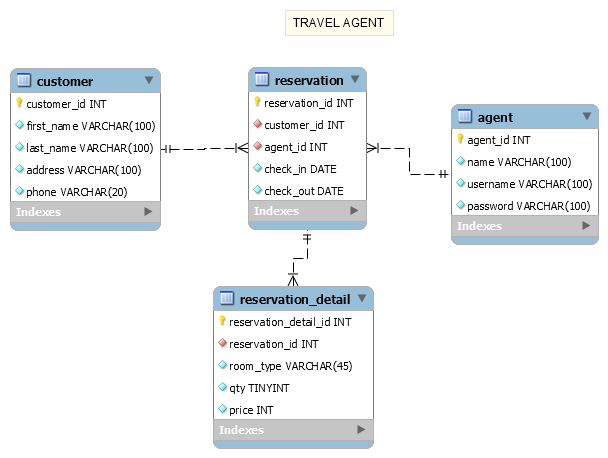 TRAVEL AGENT
customer
customer_id INT
first_name VARCHAR(100)
last_name VARCHAR(100)
address VARCHAR(100)
phone VARCHAR(20)
Indexes
reservation
reservation_id INT
customer_id INT
agent_id INT
check_in DATE
check_out DATE
Indexes
agent
agent_id INT
name VARCHAR(100)
username VARCHAR(100)
password VARCHAR(100)
Indexes
reservation_detail
reservation_detail_id INT
reservation_id INT
room_type VARCHAR(45)
qty TINYINT
price INT
Indexes